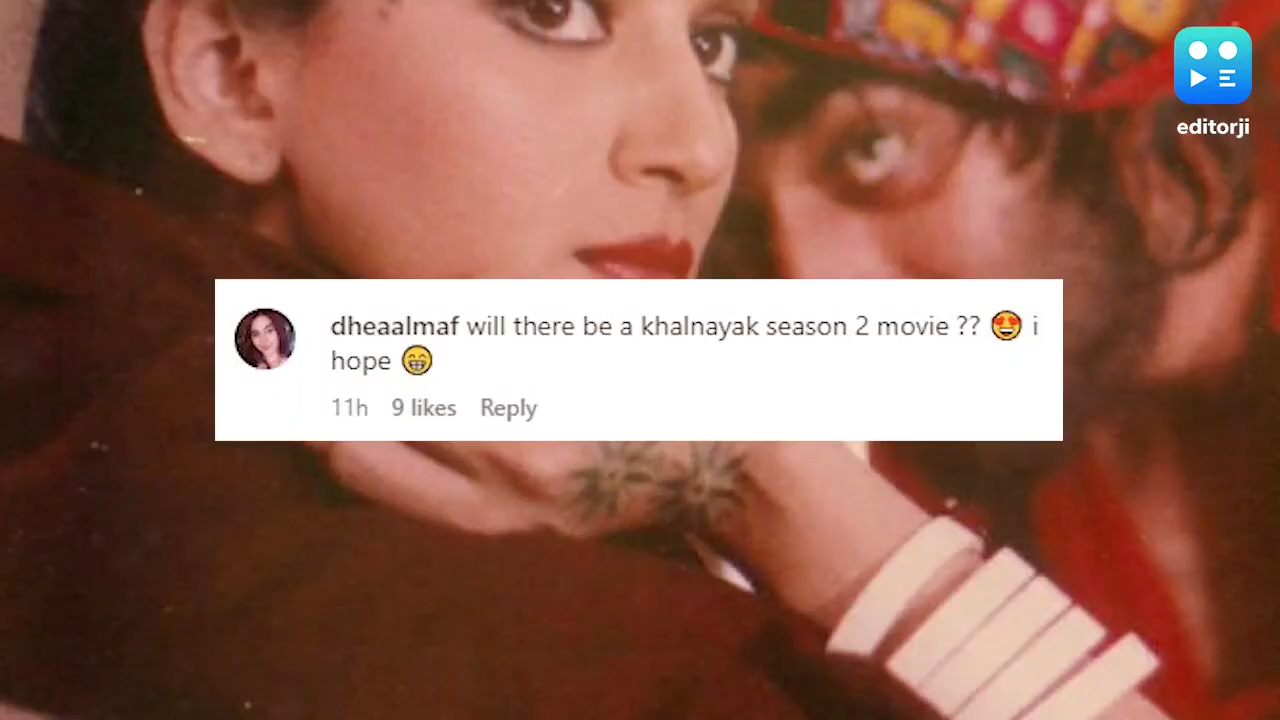 editorji
dheaalmaf will there be a khalnayak season 2 movie ?? 🤩 i
hope 😁
11h 9 likes Reply